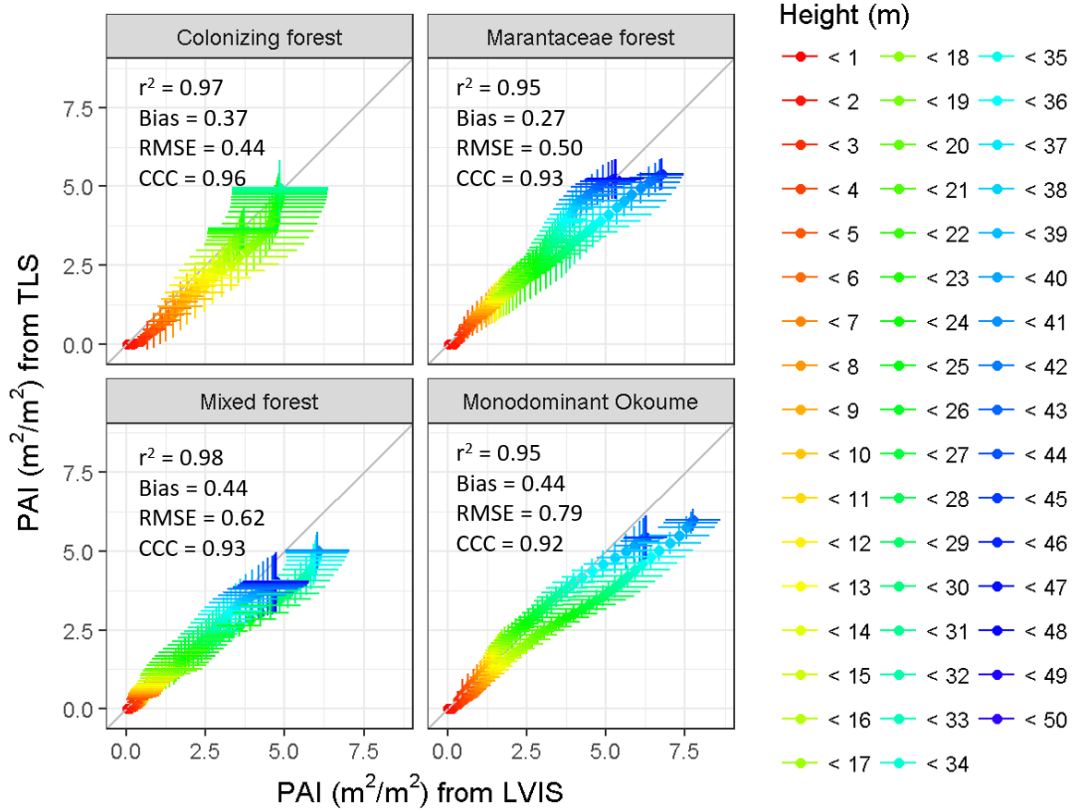 Colonizing forest
r² = 0.97
Bias = 0.37
RMSE = 0.44
CCC = 0.96
Marantaceae forest
r² = 0.95
Bias = 0.27
RMSE = 0.50
CCC = 0.93
7.5
5.0
2.5
0.0
Mixed forest
r² = 0.98
Bias = 0.44
RMSE = 0.62
CCC = 0.93
Monodominant Okoume
r² = 0.95
Bias = 0.44
RMSE = 0.79
CCC = 0.92
7.5
5.0
2.5
0.0
0.0 2.5 5.0 7.5
0.0 2.5 5.0 7.5
PAI (m²/m²) from TLS
PAI (m²/m²) from LVIS
Height (m)
< 1
< 2
< 3
< 4
< 5
< 6
< 7
< 8
< 9
< 10
< 11
< 12
< 13
< 14
< 15
< 16
< 17
< 18
< 19
< 20
< 21
< 22
< 23
< 24
< 25
< 26
< 27
< 28
< 29
< 30
< 31
< 32
< 33
< 34
< 35
< 36
< 37
< 38
< 39
< 40
< 41
< 42
< 43
< 44
< 45
< 46
< 47
< 48
< 49
< 50